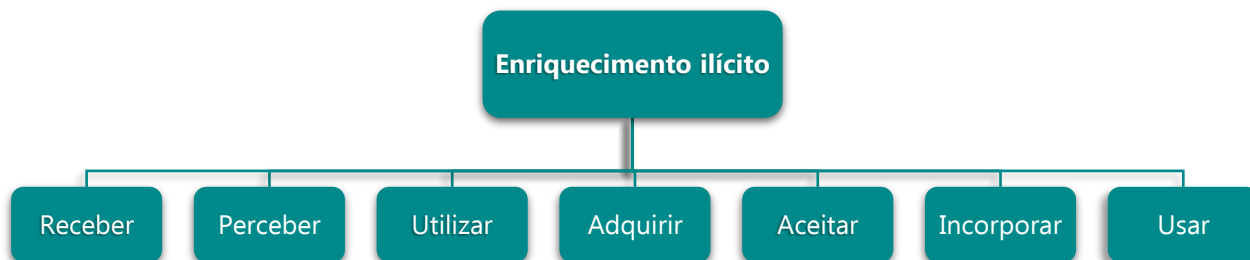 Enriquecimento ilícito
Receber
Perceber
Utilizar
Adquirir
Aceitar
Incorporar
Usar